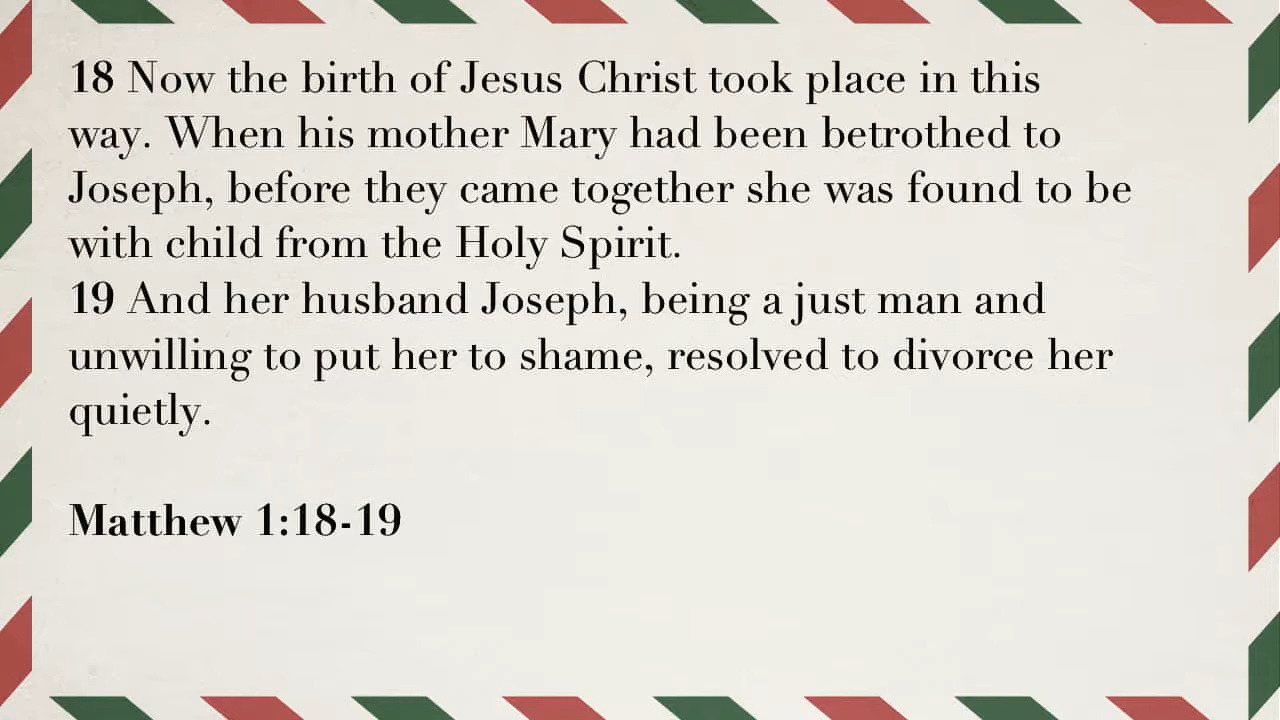 18 Now the birth of Jesus Christ took place in this
way. When his mother Mary had been betrothed to
Joseph, before they came together she was found to be
with child from the Holy Spirit.
19 And her husband Joseph, being a just man and
unwilling to put her to shame, resolved to divorce her
quietly.
Matthew 1:18-19